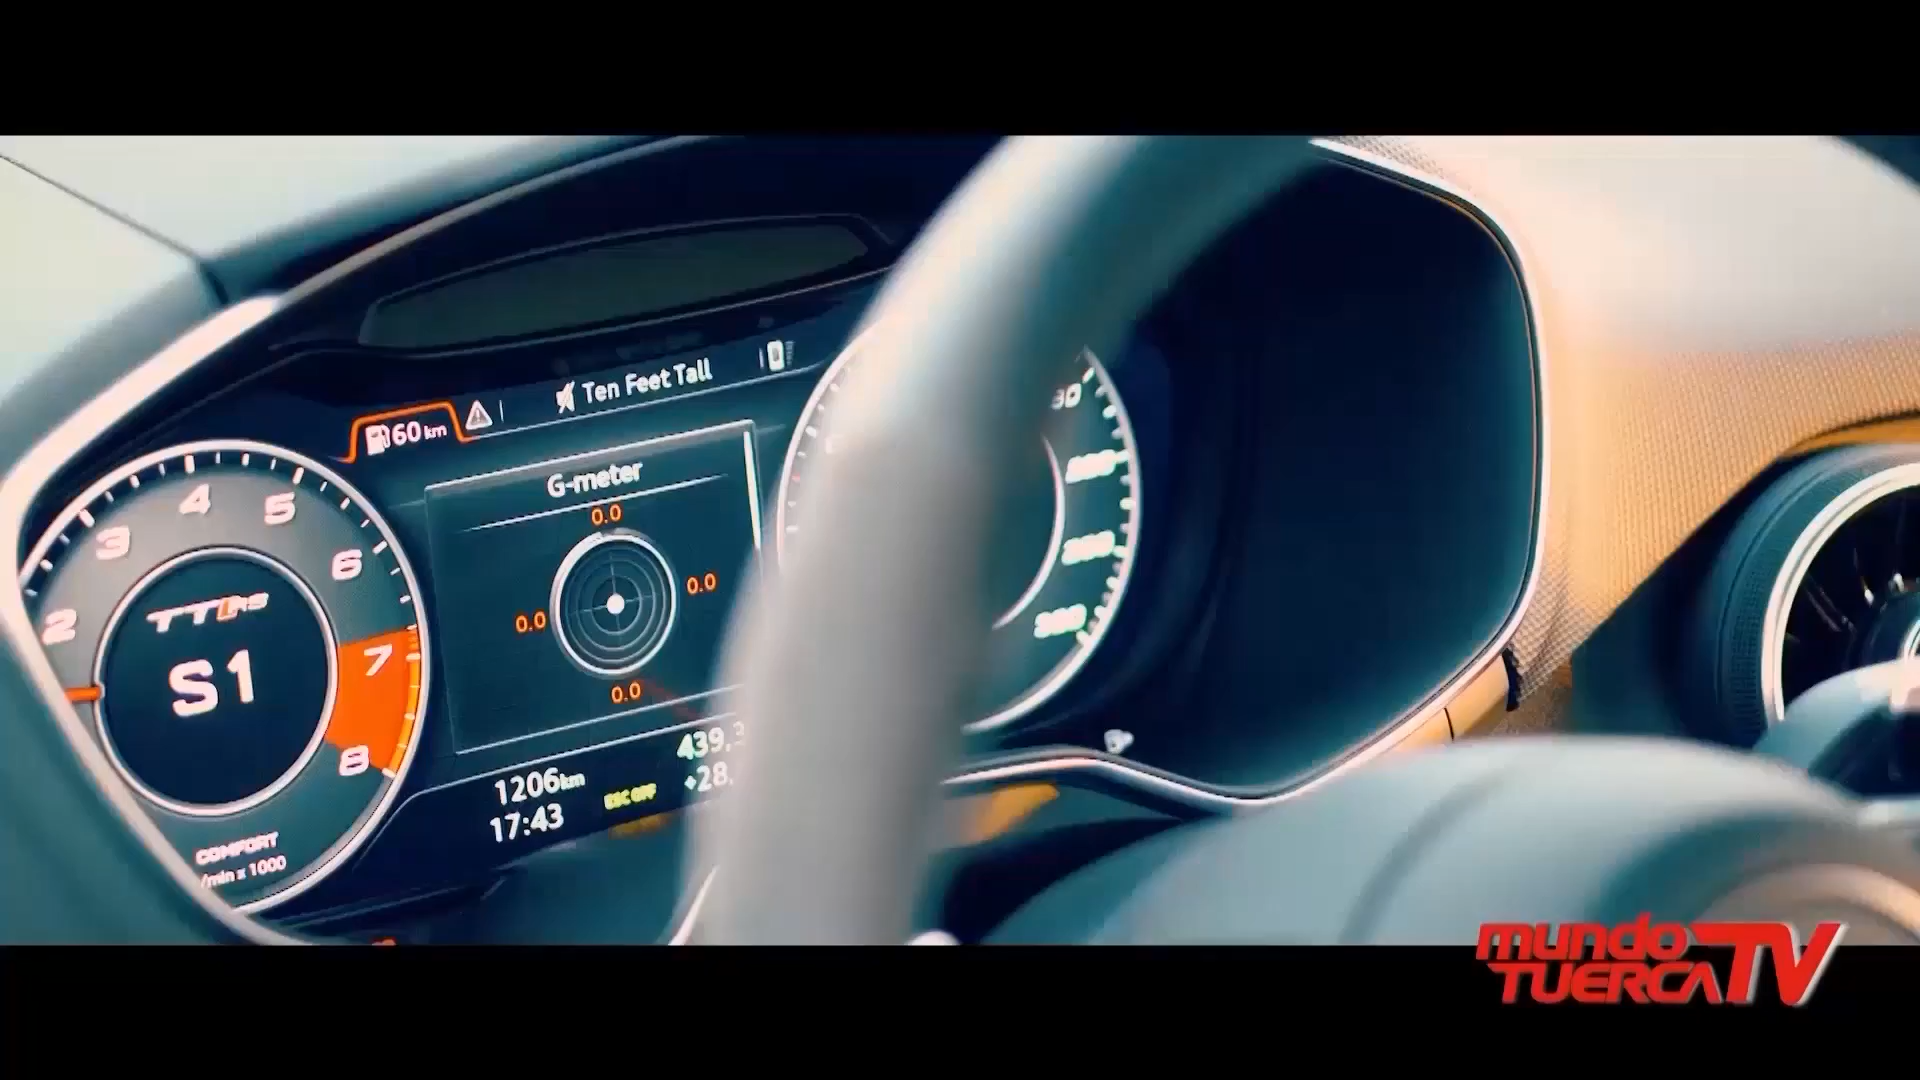 Ten Feet Tall
60 km
G-meter
0.0
0.0
0.0
0.0
2
3
4
5
6
7
8
TTRS
S1
COMFORT
/min x 1000
1206km
17:43
ESC OFF
439,
+28,
300
mundo
TUERCA TV